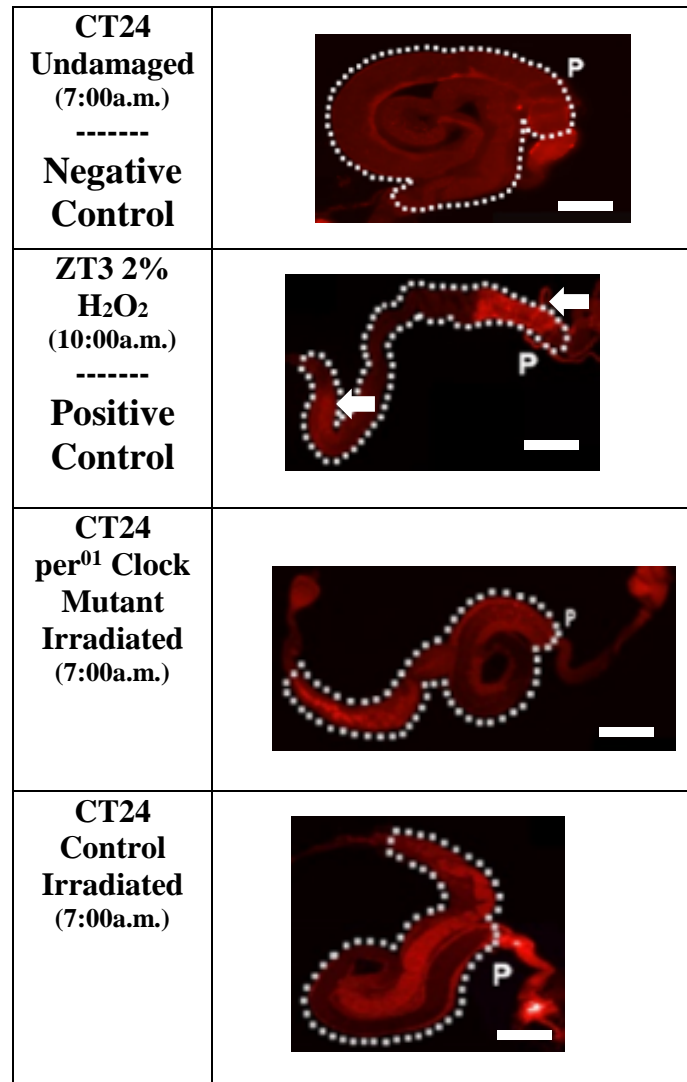 CT24
Undamaged
(7:00a.m.)
-------
Negative
Control
P
ZT3 2%
H₂O₂
(10:00a.m.)
-------
Positive
Control
P
CT24
per⁰¹ Clock
Mutant
Irradiated
(7:00a.m.)
P
CT24
Control
Irradiated
(7:00a.m.)
P